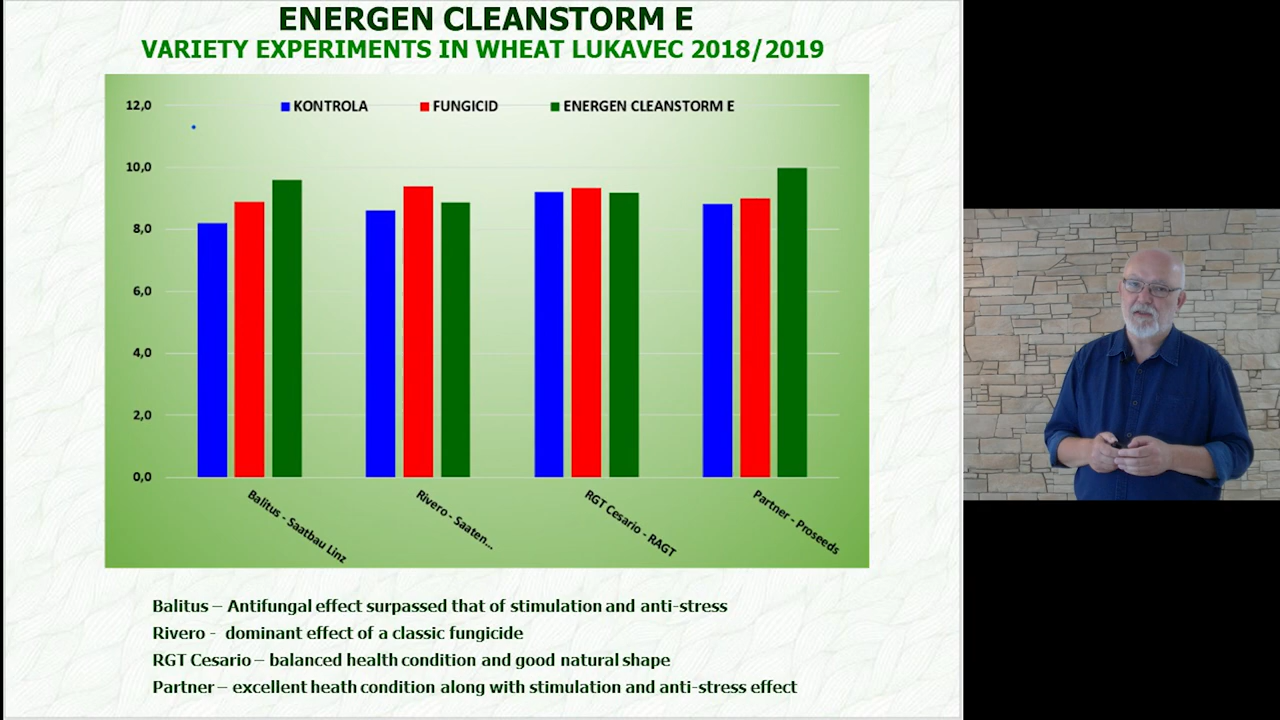 ENERGEN CLEANSTORM E
VARIETY EXPERIMENTS IN WHEAT LUKAVEC 2018/2019
KONTROLA FUNGICID ENERGEN CLEANSTORM E
12,0
10,0
8,0
6,0
4,0
2,0
0,0
Balitus - Saatbau Linz
Rivero - Saaten...
RGT Cesario - RAGT
Partner - Proseeds
Balitus – Antifungal effect surpassed that of stimulation and anti-stress
Rivero - dominant effect of a classic fungicide
RGT Cesario – balanced health condition and good natural shape
Partner – excellent heath condition along with stimulation and anti-stress effect